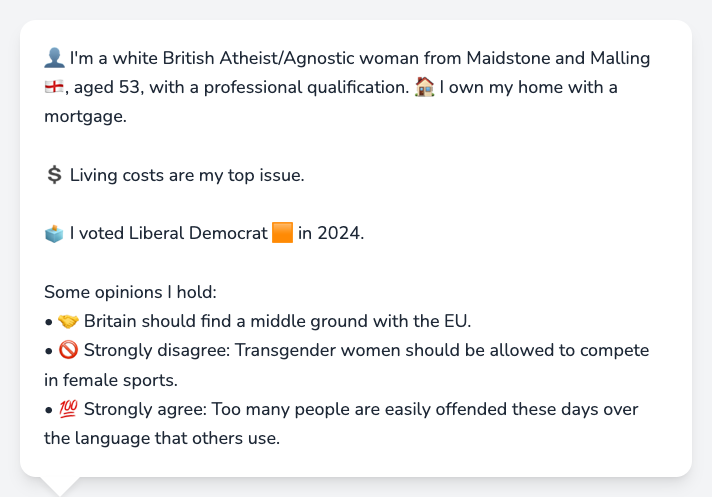 👤 I'm a white British Atheist/Agnostic woman from Maidstone and Malling
🏴󠁧󠁢󠁥󠁮󠁧󠁿, aged 53, with a professional qualification. 🏠 I own my home with a
mortgage.
💲 Living costs are my top issue.
🗳️ I voted Liberal Democrat 🟧 in 2024.
Some opinions I hold:
• 🤝 Britain should find a middle ground with the EU.
• 🚫 Strongly disagree: Transgender women should be allowed to compete
in female sports.
• 💯 Strongly agree: Too many people are easily offended these days over
the language that others use.